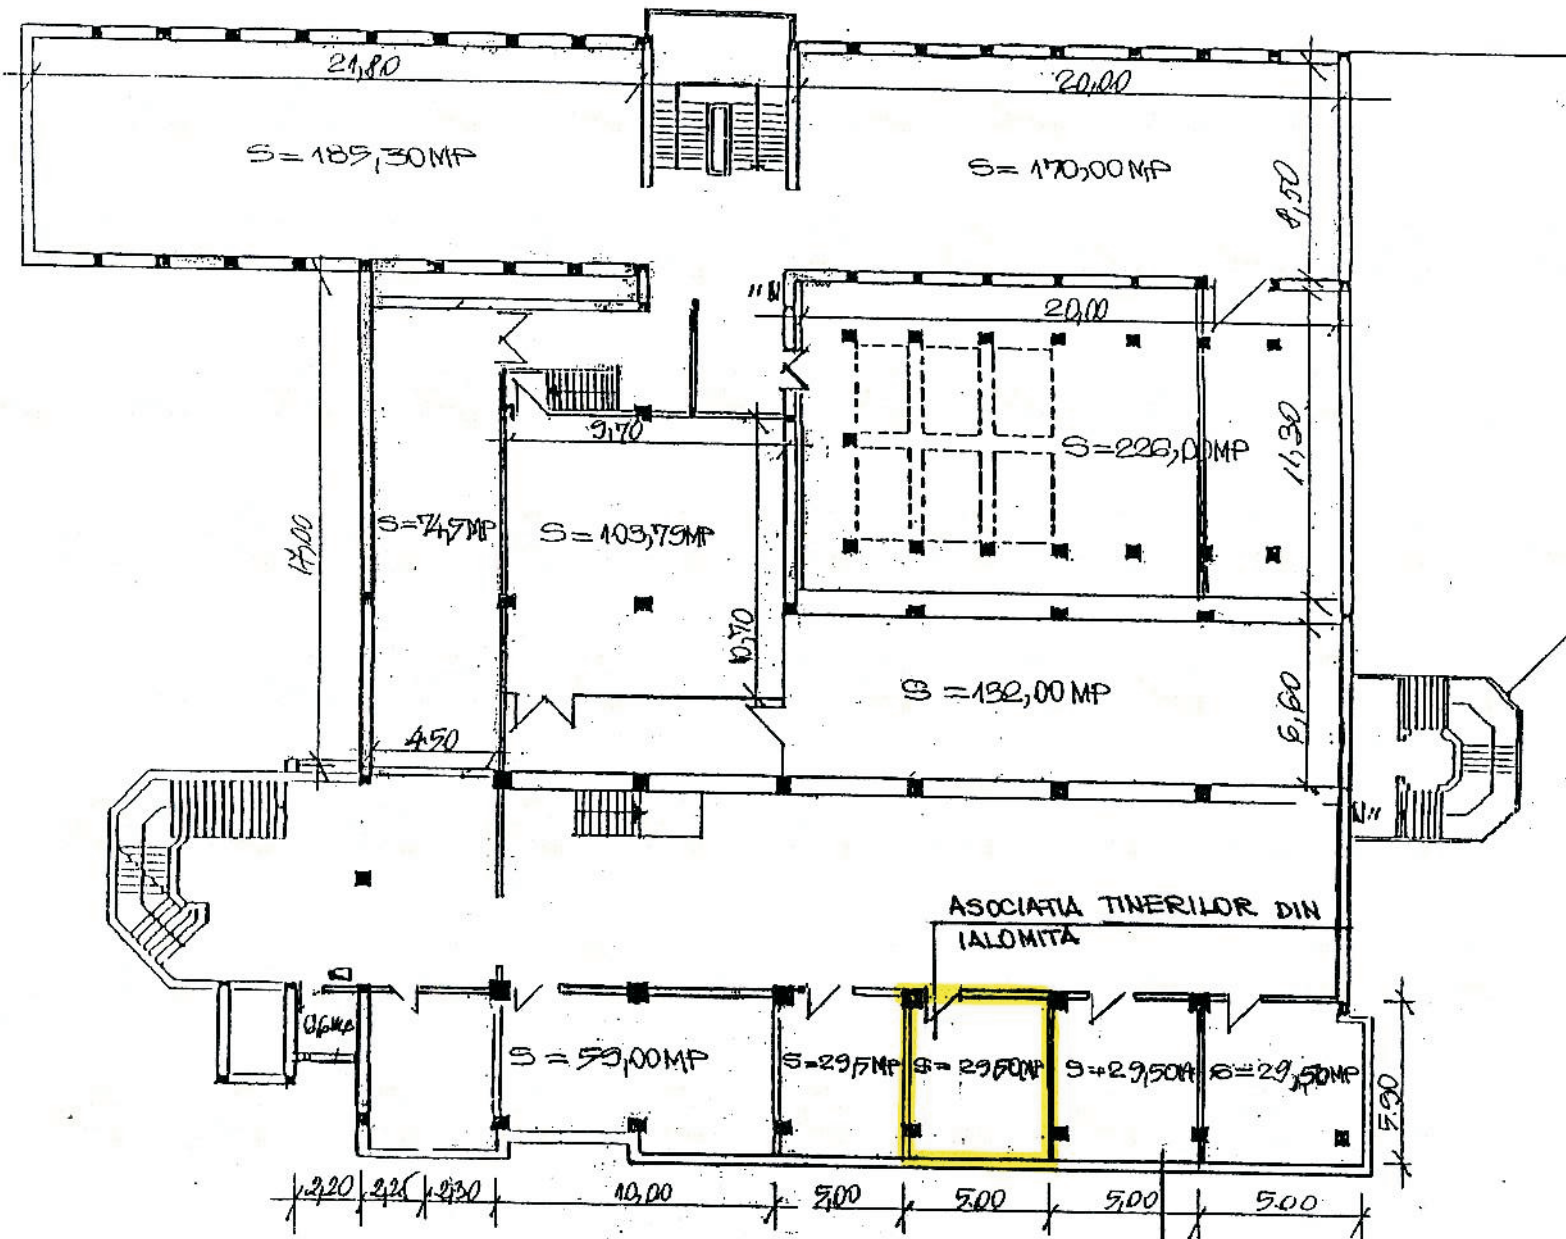 21,80
20,00
S= 185,30MP
S= 170,00MP
8,50
20,00
9,70
S=226,00MP
11,30
S=74,5MP
S=103,79MP
17,00
10,70
S=132,00MP
6,60
4.50
ASOCIATIA TINERILOR DIN
IALOMITA
S=59,00MP
S=29,5MP
S=29,50MP
S=29,50M
S=29,50MP
5.90
2,20
2,25
2,30
10,00
5,00
5.00
5,00
5.00